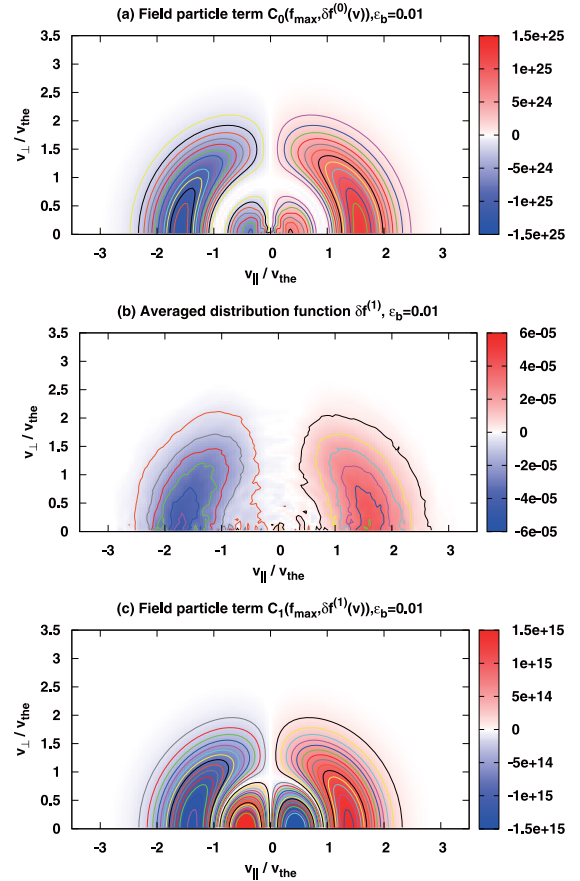 (a) Field particle term C₀(fₘₐₓ,δf⁽⁰⁾(v)),εb=0.01
3.5
3
2.5
2
1.5
1
0.5
0
v⊥ / vthe
-3 -2 -1 0 1 2 3
v|| / vthe
1.5e+25
1e+25
5e+24
0
-5e+24
-1e+25
-1.5e+25
(b) Averaged distribution function δf⁽¹⁾, εb=0.01
3.5
3
2.5
2
1.5
1
0.5
0
v⊥ / vthe
-3 -2 -1 0 1 2 3
v|| / vthe
6e-05
4e-05
2e-05
0
-2e-05
-4e-05
-6e-05
(c) Field particle term C₁(fₘₐₓ,δf⁽¹⁾(v)),εb=0.01
3.5
3
2.5
2
1.5
1
0.5
0
v⊥ / vthe
-3 -2 -1 0 1 2 3
v|| / vthe
1.5e+15
1e+15
5e+14
0
-5e+14
-1e+15
-1.5e+15